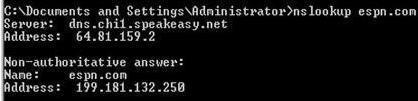 C:\Documents and Settings\Administrator>nslookup espn.com
Server:  dns.chi1.speakeasy.net
Address:  64.81.159.2

Non-authoritative answer:
Name:    espn.com
Address:  199.181.132.250